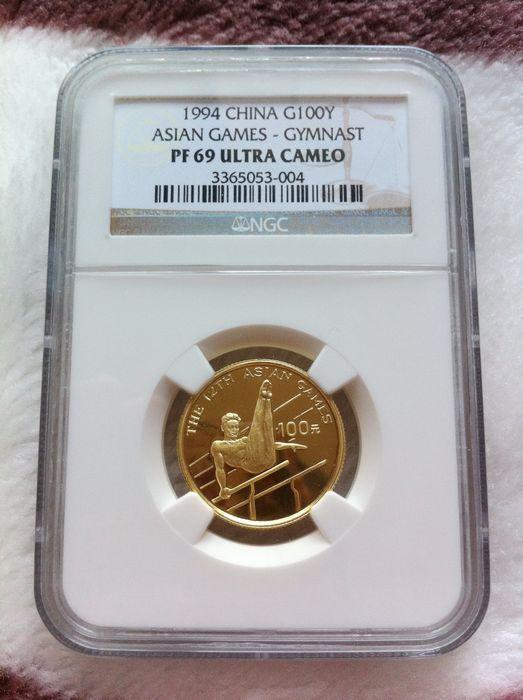 1994 CHINA G100Y
ASIAN GAMES - GYMNAST
PF 69 ULTRA CAMEO
3365053-004
NGC
THE 12TH ASIAN GAMES
100元